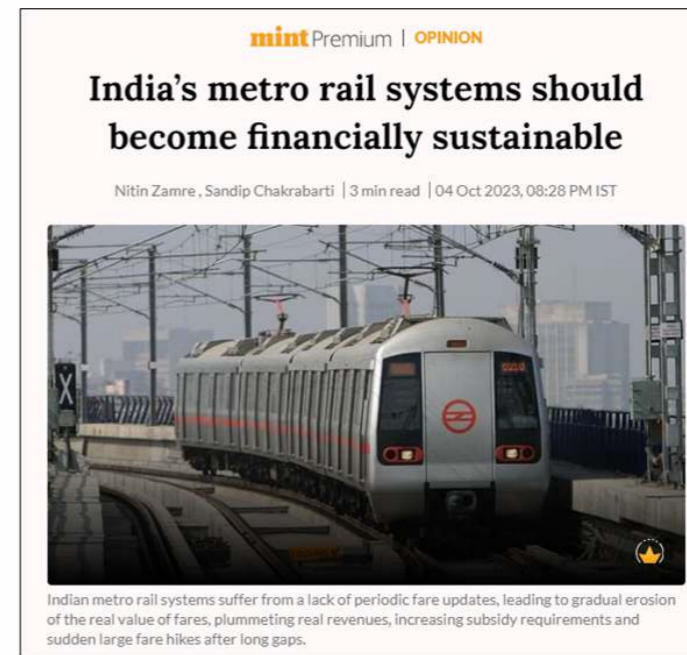 mint Premium | OPINION
India’s metro rail systems should
become financially sustainable
Nitin Zamre , Sandip Chakrabarti | 3 min read | 04 Oct 2023, 08:28 PM IST
X
Indian metro rail systems suffer from a lack of periodic fare updates, leading to gradual erosion
of the real value of fares, plummeting real revenues, increasing subsidy requirements and
sudden large fare hikes after long gaps.